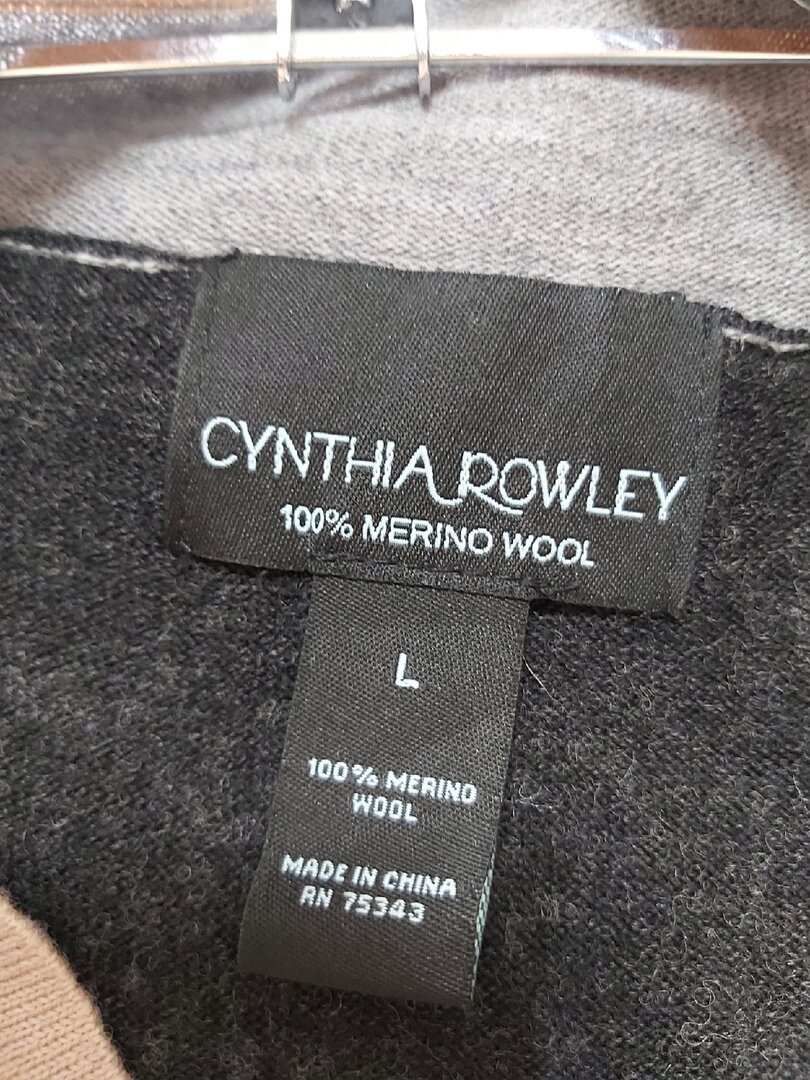 CYNTHIA ROWLEY
100% MERINO WOOL
L
100% MERINO
WOOL
MADE IN CHINA
RN 75343